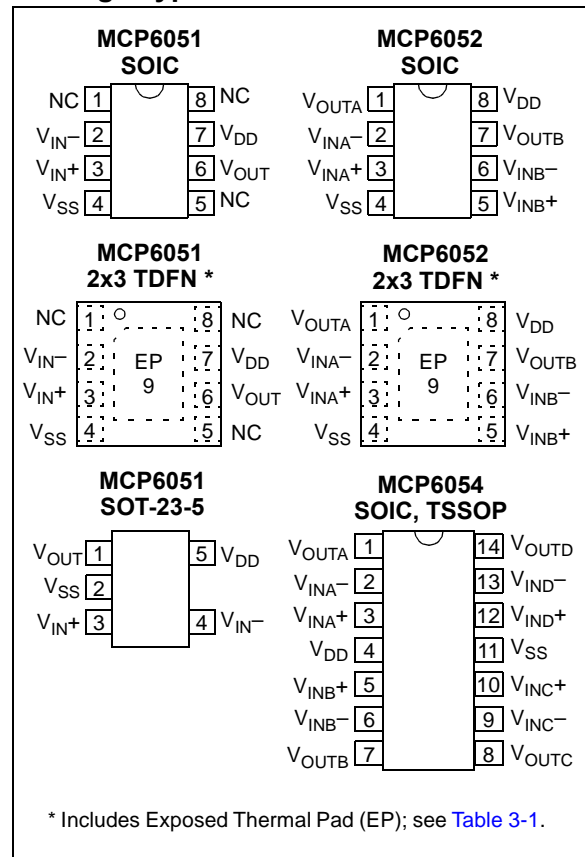 MCP6051
SOIC
NC 1 8 NC
VIN– 2 7 VDD
VIN+ 3 6 VOUT
VSS 4 5 NC
MCP6052
SOIC
VOUTA 1 8 VDD
VINA– 2 7 VOUTB
VINA+ 3 6 VINB–
VSS 4 5 VINB+
MCP6051
2x3 TDFN *
NC 1 8 NC
VIN– 2 EP 7 VDD
VIN+ 3 9 6 VOUT
VSS 4 5 NC
MCP6052
2x3 TDFN *
VOUTA 1 8 VDD
VINA– 2 EP 7 VOUTB
VINA+ 3 9 6 VINB–
VSS 4 5 VINB+
MCP6051
SOT-23-5
VOUT 1 5 VDD
VSS 2
VIN+ 3 4 VIN–
MCP6054
SOIC, TSSOP
VOUTA 1 14 VOUTD
VINA– 2 13 VIND–
VINA+ 3 12 VIND+
VDD 4 11 VSS
VINB+ 5 10 VINC+
VINB– 6 9 VINC–
VOUTB 7 8 VOUTC
* Includes Exposed Thermal Pad (EP); see Table 3-1.